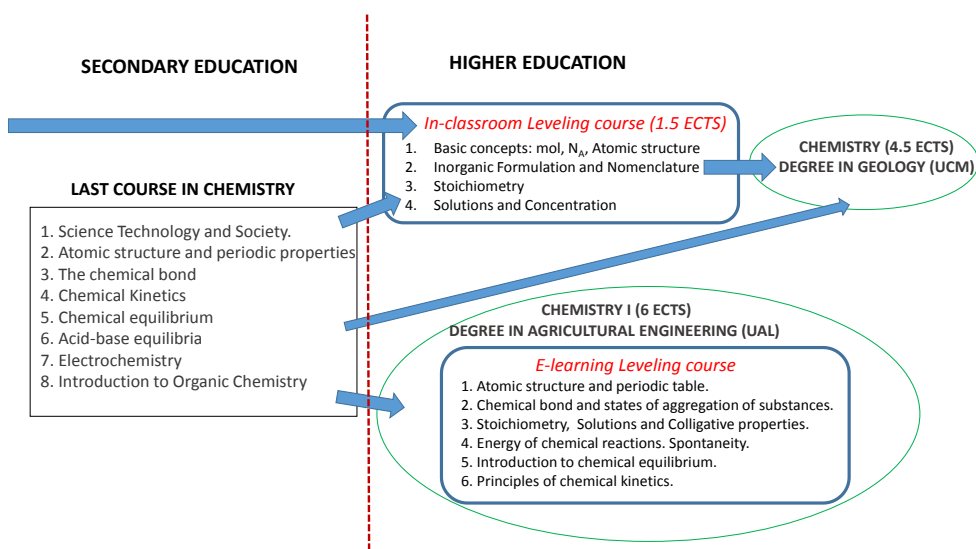 SECONDARY EDUCATION
HIGHER EDUCATION
In-classroom Leveling course (1.5 ECTS)
1. Basic concepts: mol, NA, Atomic structure
2. Inorganic Formulation and Nomenclature
3. Stoichiometry
4. Solutions and Concentration
CHEMISTRY (4.5 ECTS)
DEGREE IN GEOLOGY (UCM)
LAST COURSE IN CHEMISTRY
1. Science Technology and Society.
2. Atomic structure and periodic properties
3. The chemical bond
4. Chemical Kinetics
5. Chemical equilibrium
6. Acid-base equilibria
7. Electrochemistry
8. Introduction to Organic Chemistry
CHEMISTRY I (6 ECTS)
DEGREE IN AGRICULTURAL ENGINEERING (UAL)
E-learning Leveling course
1. Atomic structure and periodic table.
2. Chemical bond and states of aggregation of substances.
3. Stoichiometry, Solutions and Colligative properties.
4. Energy of chemical reactions. Spontaneity.
5. Introduction to chemical equilibrium.
6. Principles of chemical kinetics.